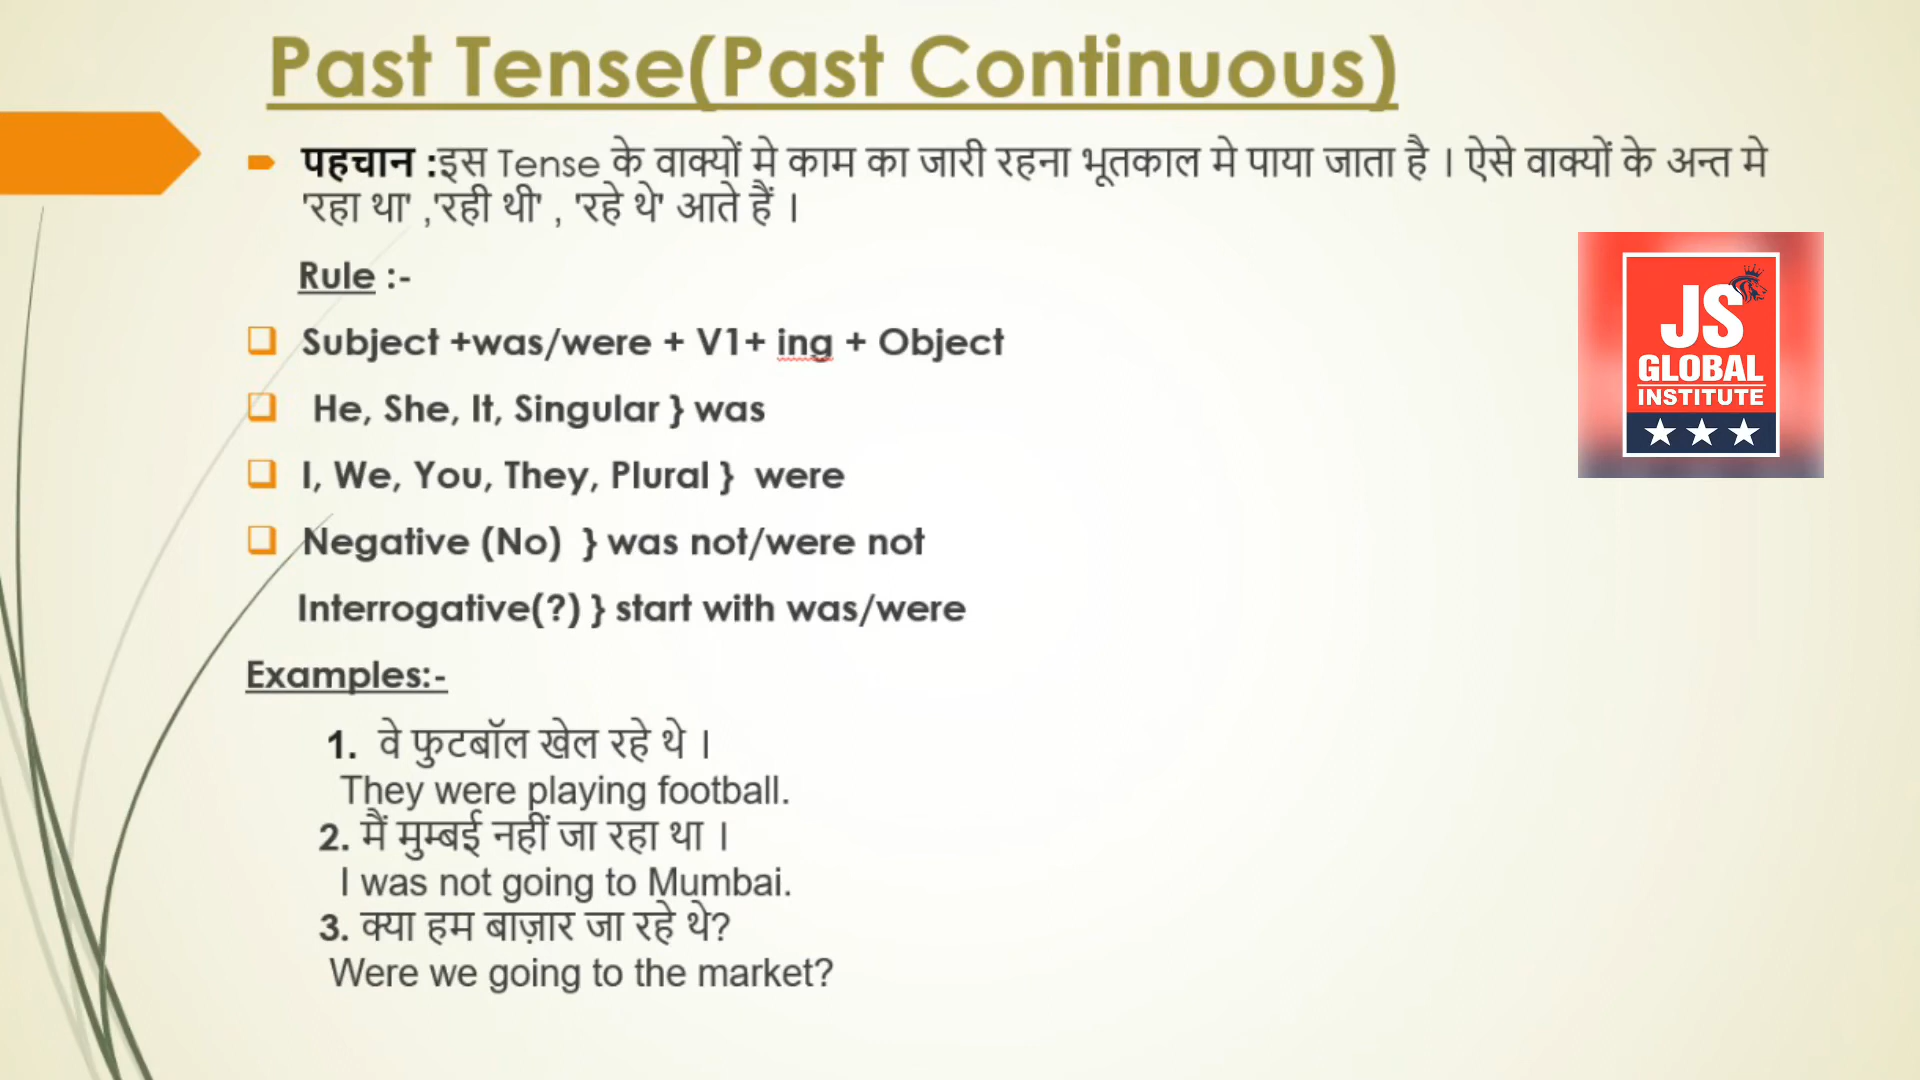 Past Tense(Past Continuous)
पहचान :इस Tense के वाक्यों मे काम का जारी रहना भूतकाल मे पाया जाता है । ऐसे वाक्यों के अन्त मे
'रहा था' ,'रही थी' , 'रहे थे' आते हैं ।
Rule :-
Subject +was/were + V1+ ing + Object
He, She, It, Singular } was
I, We, You, They, Plural } were
Negative (No) } was not/were not
Interrogative(?) } start with was/were
Examples:-
1. वे फुटबॉल खेल रहे थे ।
They were playing football.
2. मैं मुम्बई नहीं जा रहा था ।
I was not going to Mumbai.
3. क्या हम बाज़ार जा रहे थे?
Were we going to the market?
JS
GLOBAL
INSTITUTE